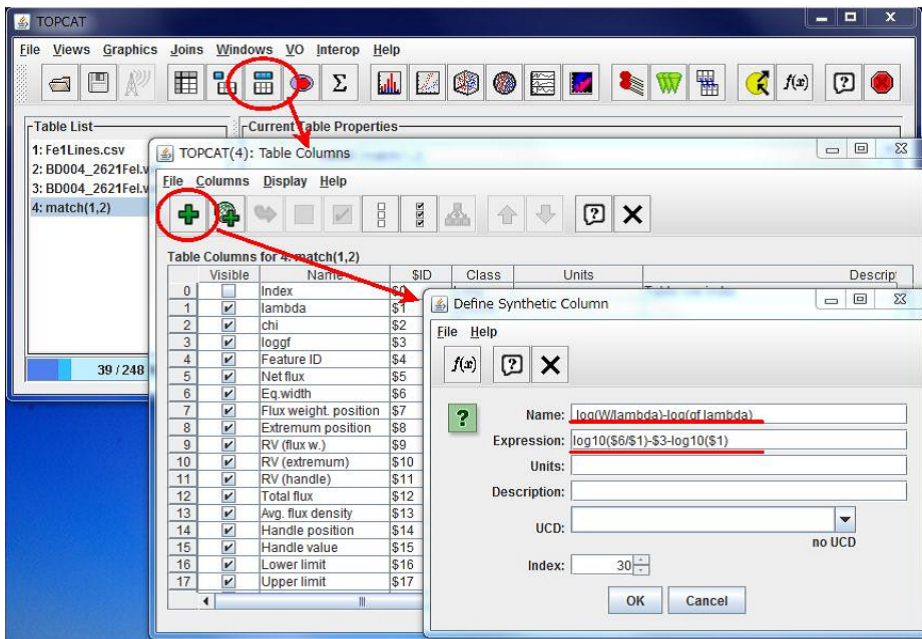 TOPCAT
File Views Graphics Joins Windows VO Interop Help
Σ
f(x)
Table List
Current Table Properties
1: Fe1Lines.csv
2: BD004_2621FeI.v
3: BD004_2621FeI.v
4: match(1,2)
39 / 248
TOPCAT(4): Table Columns
File Columns Display Help
Table Columns for 4: match(1,2)
Visible Name $ID Class Units Descrip
0 Index $0
1 lambda $1
2 chi $2
3 loggf $3
4 Feature ID $4
5 Net flux $5
6 Eq.width $6
7 Flux weight. position $7
8 Extremum position $8
9 RV (flux w.) $9
10 RV (extremum) $10
11 RV (handle) $11
12 Total flux $12
13 Avg. flux density $13
14 Handle position $14
15 Handle value $15
16 Lower limit $16
17 Upper limit $17
Define Synthetic Column
File Help
f(x)
?
Name: log(W/lambda)-log(gf lambda)
Expression: log10($6/$1)-$3-log10($1)
Units:
Description:
UCD:
no UCD
Index: 30
OK Cancel